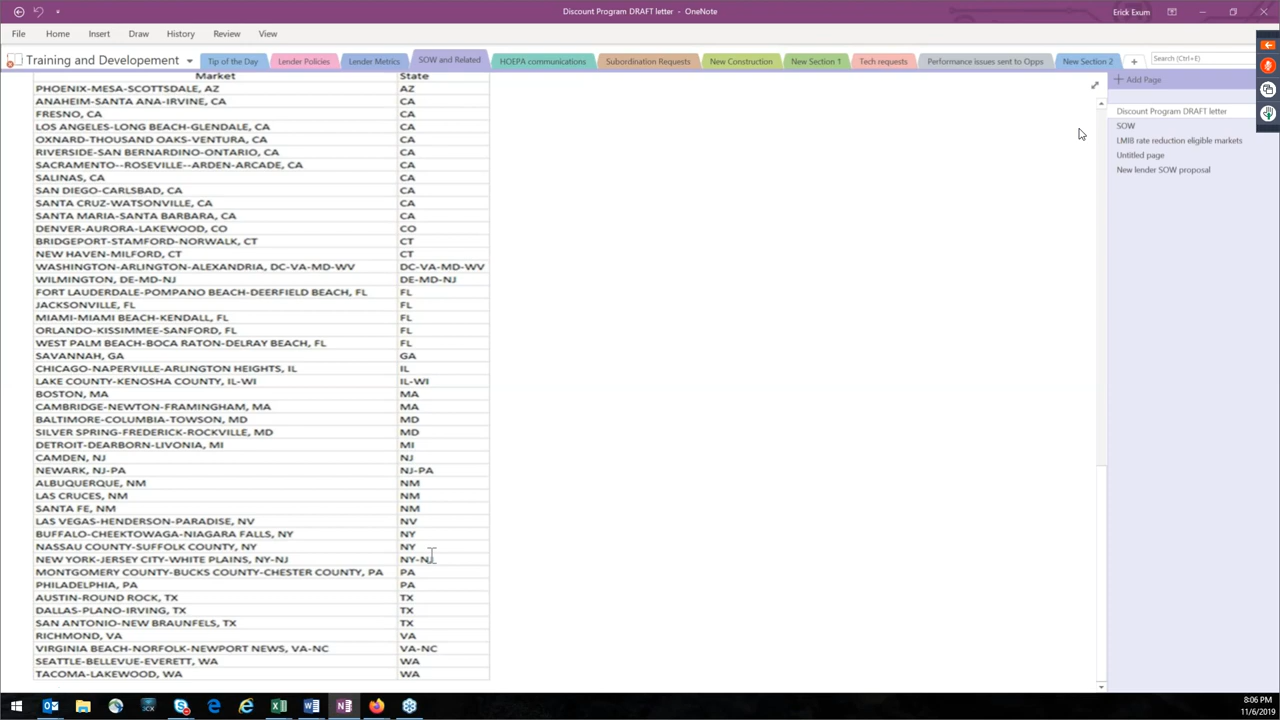 Discount Program DRAFT letter - OneNote
Erick Exum
File Home Insert Draw History Review View
Training and Developement
Tip of the Day
Lender Policies
Lender Metrics
SOW and Related
HOEPA communications
Subordination Requests
New Construction
New Section 1
Tech requests
Performance issues sent to Opps
New Section 2
Search (Ctrl+E)
Add Page
Discount Program DRAFT letter
SOW
LMIB rate reduction eligible markets
Untitled page
New lender SOW proposal
Market State
PHOENIX-MESA-SCOTTSDALE, AZ AZ
ANAHEIM-SANTA ANA-IRVINE, CA CA
FRESNO, CA CA
LOS ANGELES-LONG BEACH-GLENDALE, CA CA
OXNARD-THOUSAND OAKS-VENTURA, CA CA
RIVERSIDE-SAN BERNARDINO-ONTARIO, CA CA
SACRAMENTO--ROSEVILLE--ARDEN-ARCADE, CA CA
SALINAS, CA CA
SAN DIEGO-CARLSBAD, CA CA
SANTA CRUZ-WATSONVILLE, CA CA
SANTA MARIA-SANTA BARBARA, CA CA
DENVER-AURORA-LAKEWOOD, CO CO
BRIDGEPORT-STAMFORD-NORWALK, CT CT
NEW HAVEN-MILFORD, CT CT
WASHINGTON-ARLINGTON-ALEXANDRIA, DC-VA-MD-WV DC-VA-MD-WV
WILMINGTON, DE-MD-NJ DE-MD-NJ
FORT LAUDERDALE-POMPANO BEACH-DEERFIELD BEACH, FL FL
JACKSONVILLE, FL FL
MIAMI-MIAMI BEACH-KENDALL, FL FL
ORLANDO-KISSIMMEE-SANFORD, FL FL
WEST PALM BEACH-BOCA RATON-DELRAY BEACH, FL FL
SAVANNAH, GA GA
CHICAGO-NAPERVILLE-ARLINGTON HEIGHTS, IL IL
LAKE COUNTY-KENOSHA COUNTY, IL-WI IL-WI
BOSTON, MA MA
CAMBRIDGE-NEWTON-FRAMINGHAM, MA MA
BALTIMORE-COLUMBIA-TOWSON, MD MD
SILVER SPRING-FREDERICK-ROCKVILLE, MD MD
DETROIT-DEARBORN-LIVONIA, MI MI
CAMDEN, NJ NJ
NEWARK, NJ-PA NJ-PA
ALBUQUERQUE, NM NM
LAS CRUCES, NM NM
SANTA FE, NM NM
LAS VEGAS-HENDERSON-PARADISE, NV NV
BUFFALO-CHEEKTOWAGA-NIAGARA FALLS, NY NY
NASSAU COUNTY-SUFFOLK COUNTY, NY NY
NEW YORK-JERSEY CITY-WHITE PLAINS, NY-NJ NY-NJ
MONTGOMERY COUNTY-BUCKS COUNTY-CHESTER COUNTY, PA PA
PHILADELPHIA, PA PA
AUSTIN-ROUND ROCK, TX TX
DALLAS-PLANO-IRVING, TX TX
SAN ANTONIO-NEW BRAUNFELS, TX TX
RICHMOND, VA VA
VIRGINIA BEACH-NORFOLK-NEWPORT NEWS, VA-NC VA-NC
SEATTLE-BELLEVUE-EVERETT, WA WA
TACOMA-LAKEWOOD, WA WA
8:06 PM
11/6/2019